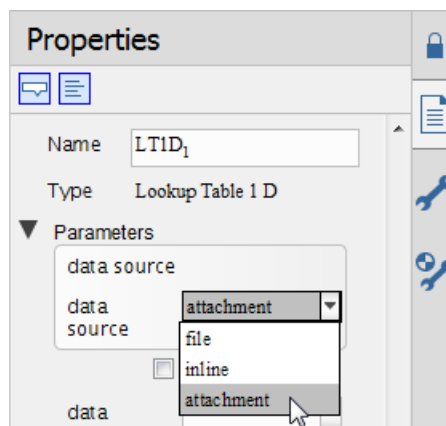 Properties
Name LT1D1
Type Lookup Table 1 D
Parameters
data source
data source attachment
file
inline
attachment
data